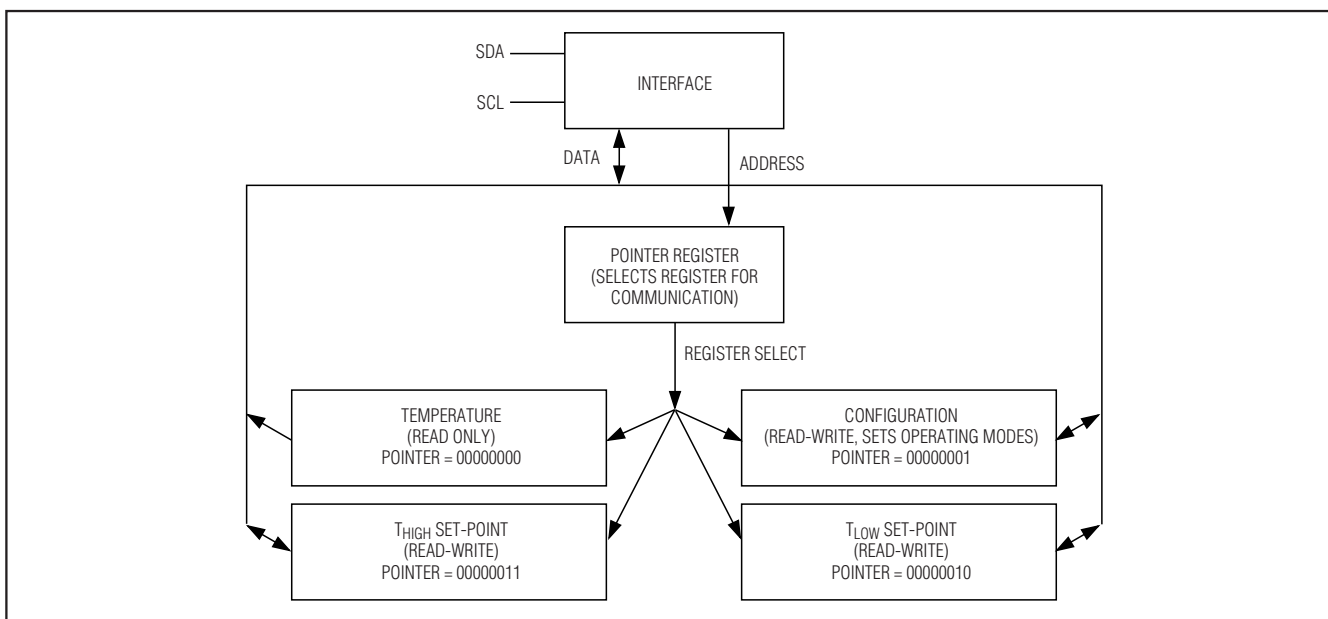 SDA
INTERFACE
SCL
DATA
ADDRESS
POINTER REGISTER
(SELECTS REGISTER FOR
COMMUNICATION)
REGISTER SELECT
TEMPERATURE
(READ ONLY)
POINTER = 00000000
CONFIGURATION
(READ-WRITE, SETS OPERATING MODES)
POINTER = 00000001
THIGH SET-POINT
(READ-WRITE)
POINTER = 00000011
TLOW SET-POINT
(READ-WRITE)
POINTER = 00000010